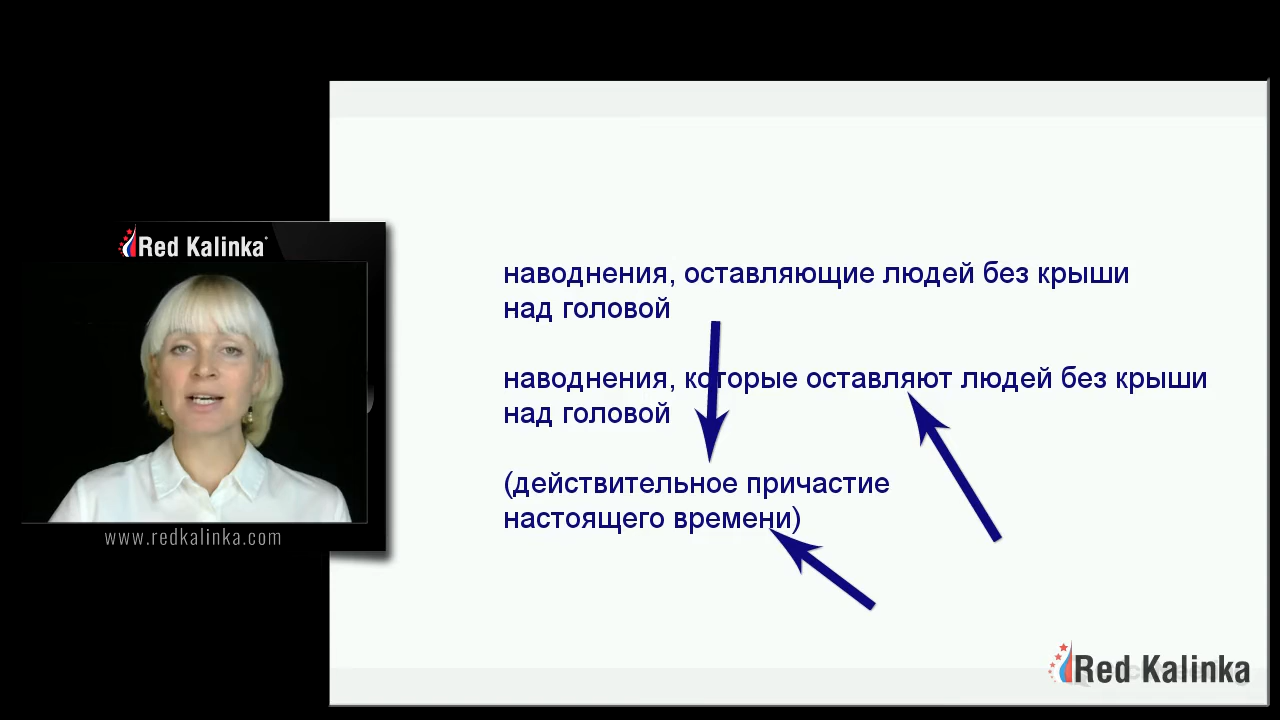 Red Kalinka
www.redkalinka.com
наводнения, оставляющие людей без крыши
над головой
наводнения, которые оставляют людей без крыши
над головой
(действительное причастие
настоящего времени)
Red Kalinka